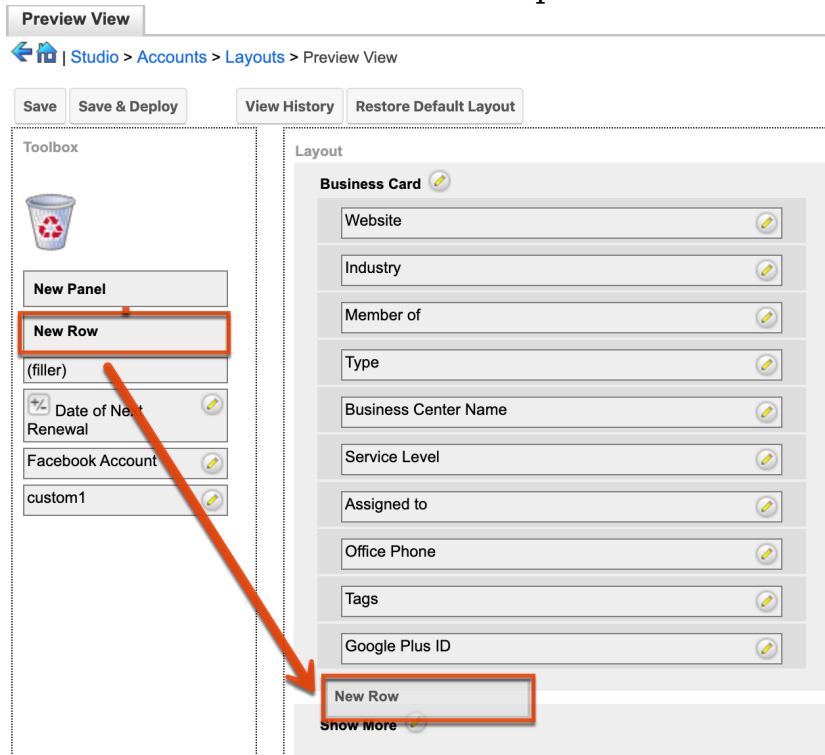 Preview View
| Studio > Accounts > Layouts > Preview View
Save Save & Deploy View History Restore Default Layout
Toolbox
New Panel
New Row
(filler)
Date of Next
Renewal
Facebook Account
custom1
Layout
Business Card
Website
Industry
Member of
Type
Business Center Name
Service Level
Assigned to
Office Phone
Tags
Google Plus ID
New Row
Show More